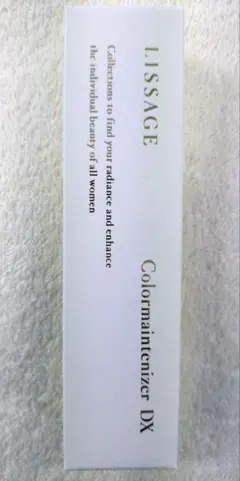 LISSAGE
Colormaintenizer DX
Collections to find your radiance and enhance
the individual beauty of all women